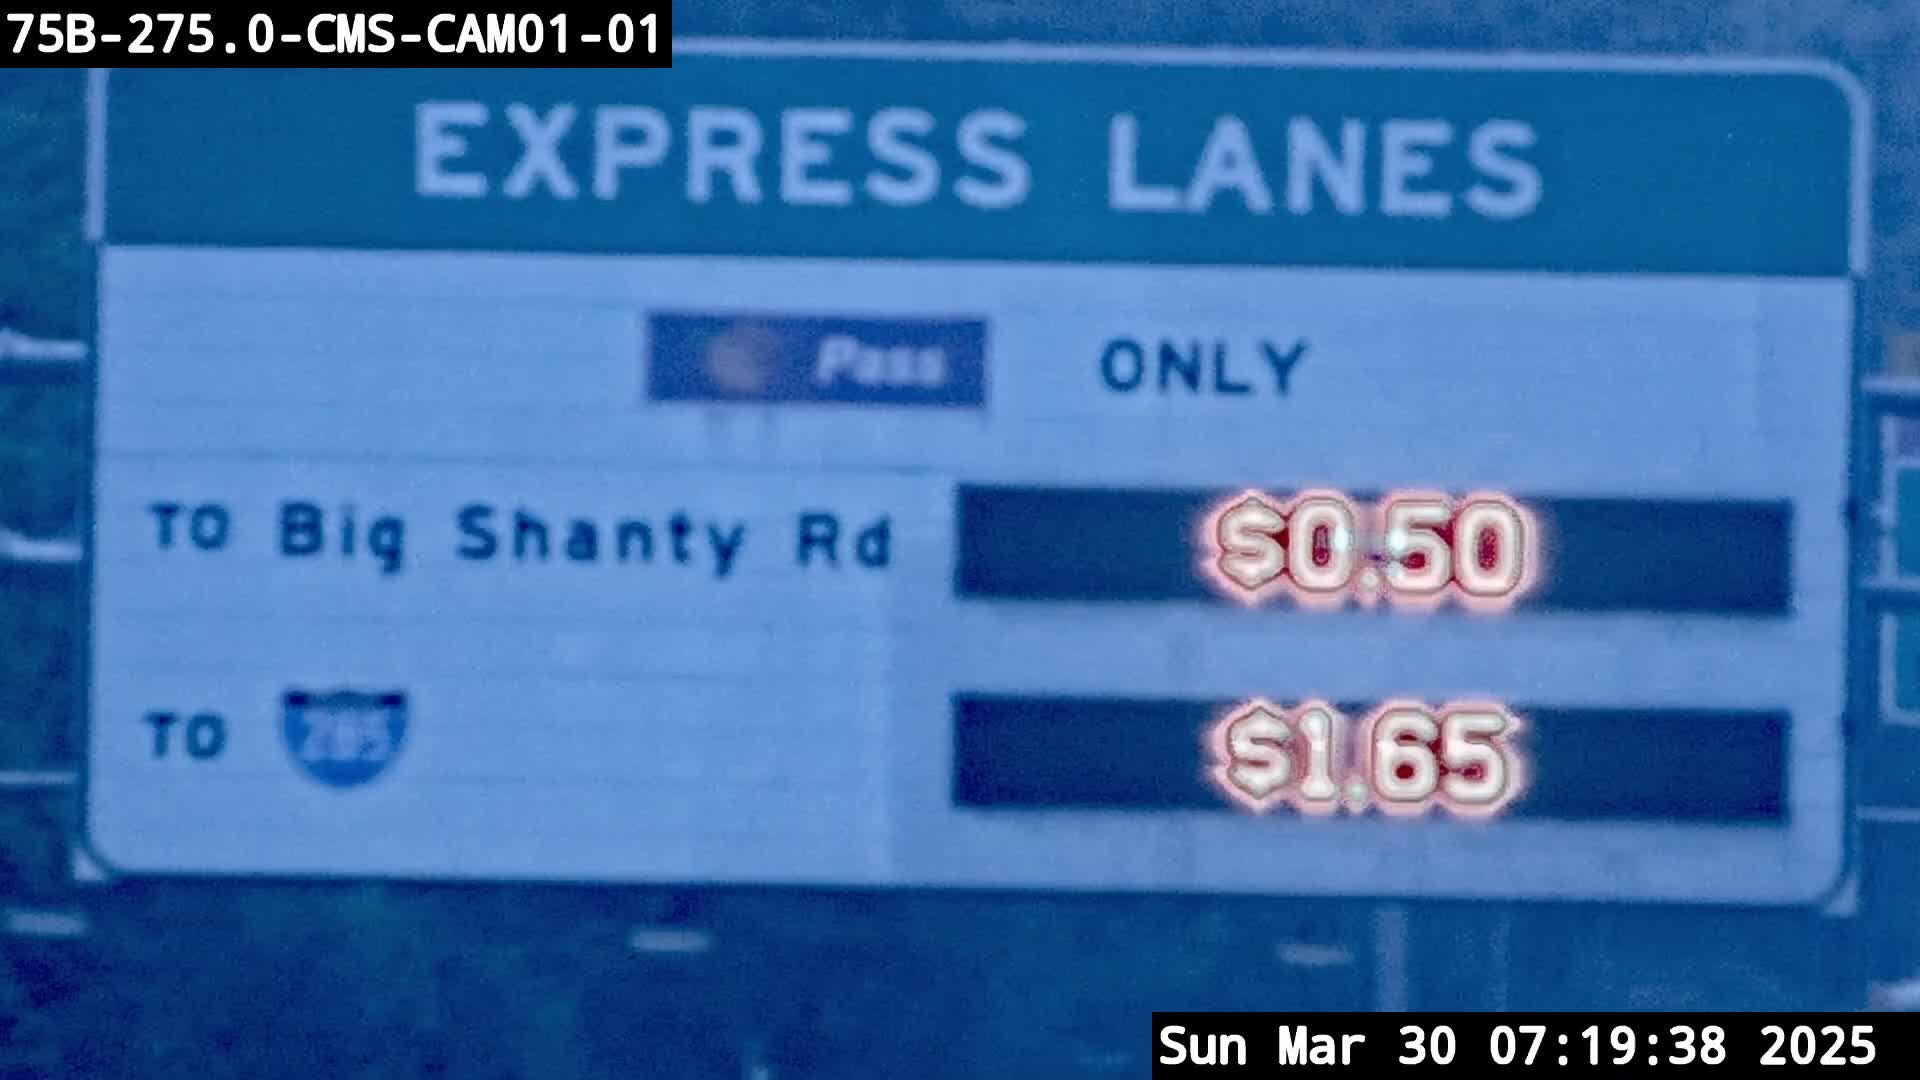 75B-275.0-CMS-CAM01-01
EXPRESS LANES
Pass ONLY
TO Big Shanty Rd $0.50
TO 285 $1.65
Sun Mar 30 07:19:38 2025